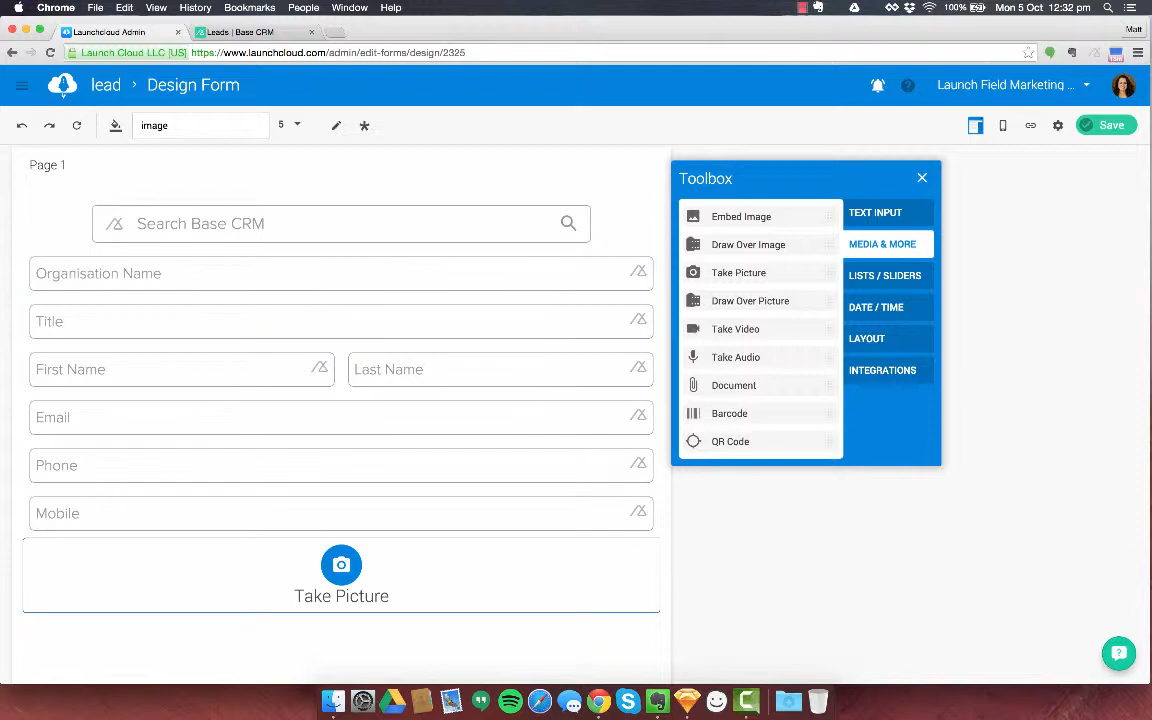 Chrome File Edit View History Bookmarks People Window Help 100% Mon 5 Oct 12:32 pm
Launchcloud Admin Leads | Base CRM Matt
Launch Cloud LLC [US] https://www.launchcloud.com/admin/edit-forms/design/2325
lead › Design Form Launch Field Marketing ...
image 5 Save
Page 1
Toolbox
Search Base CRM
Organisation Name
Title
First Name Last Name
Email
Phone
Mobile
Take Picture
Embed Image
Draw Over Image
Take Picture
Draw Over Picture
Take Video
Take Audio
Document
Barcode
QR Code
TEXT INPUT
MEDIA & MORE
LISTS / SLIDERS
DATE / TIME
LAYOUT
INTEGRATIONS